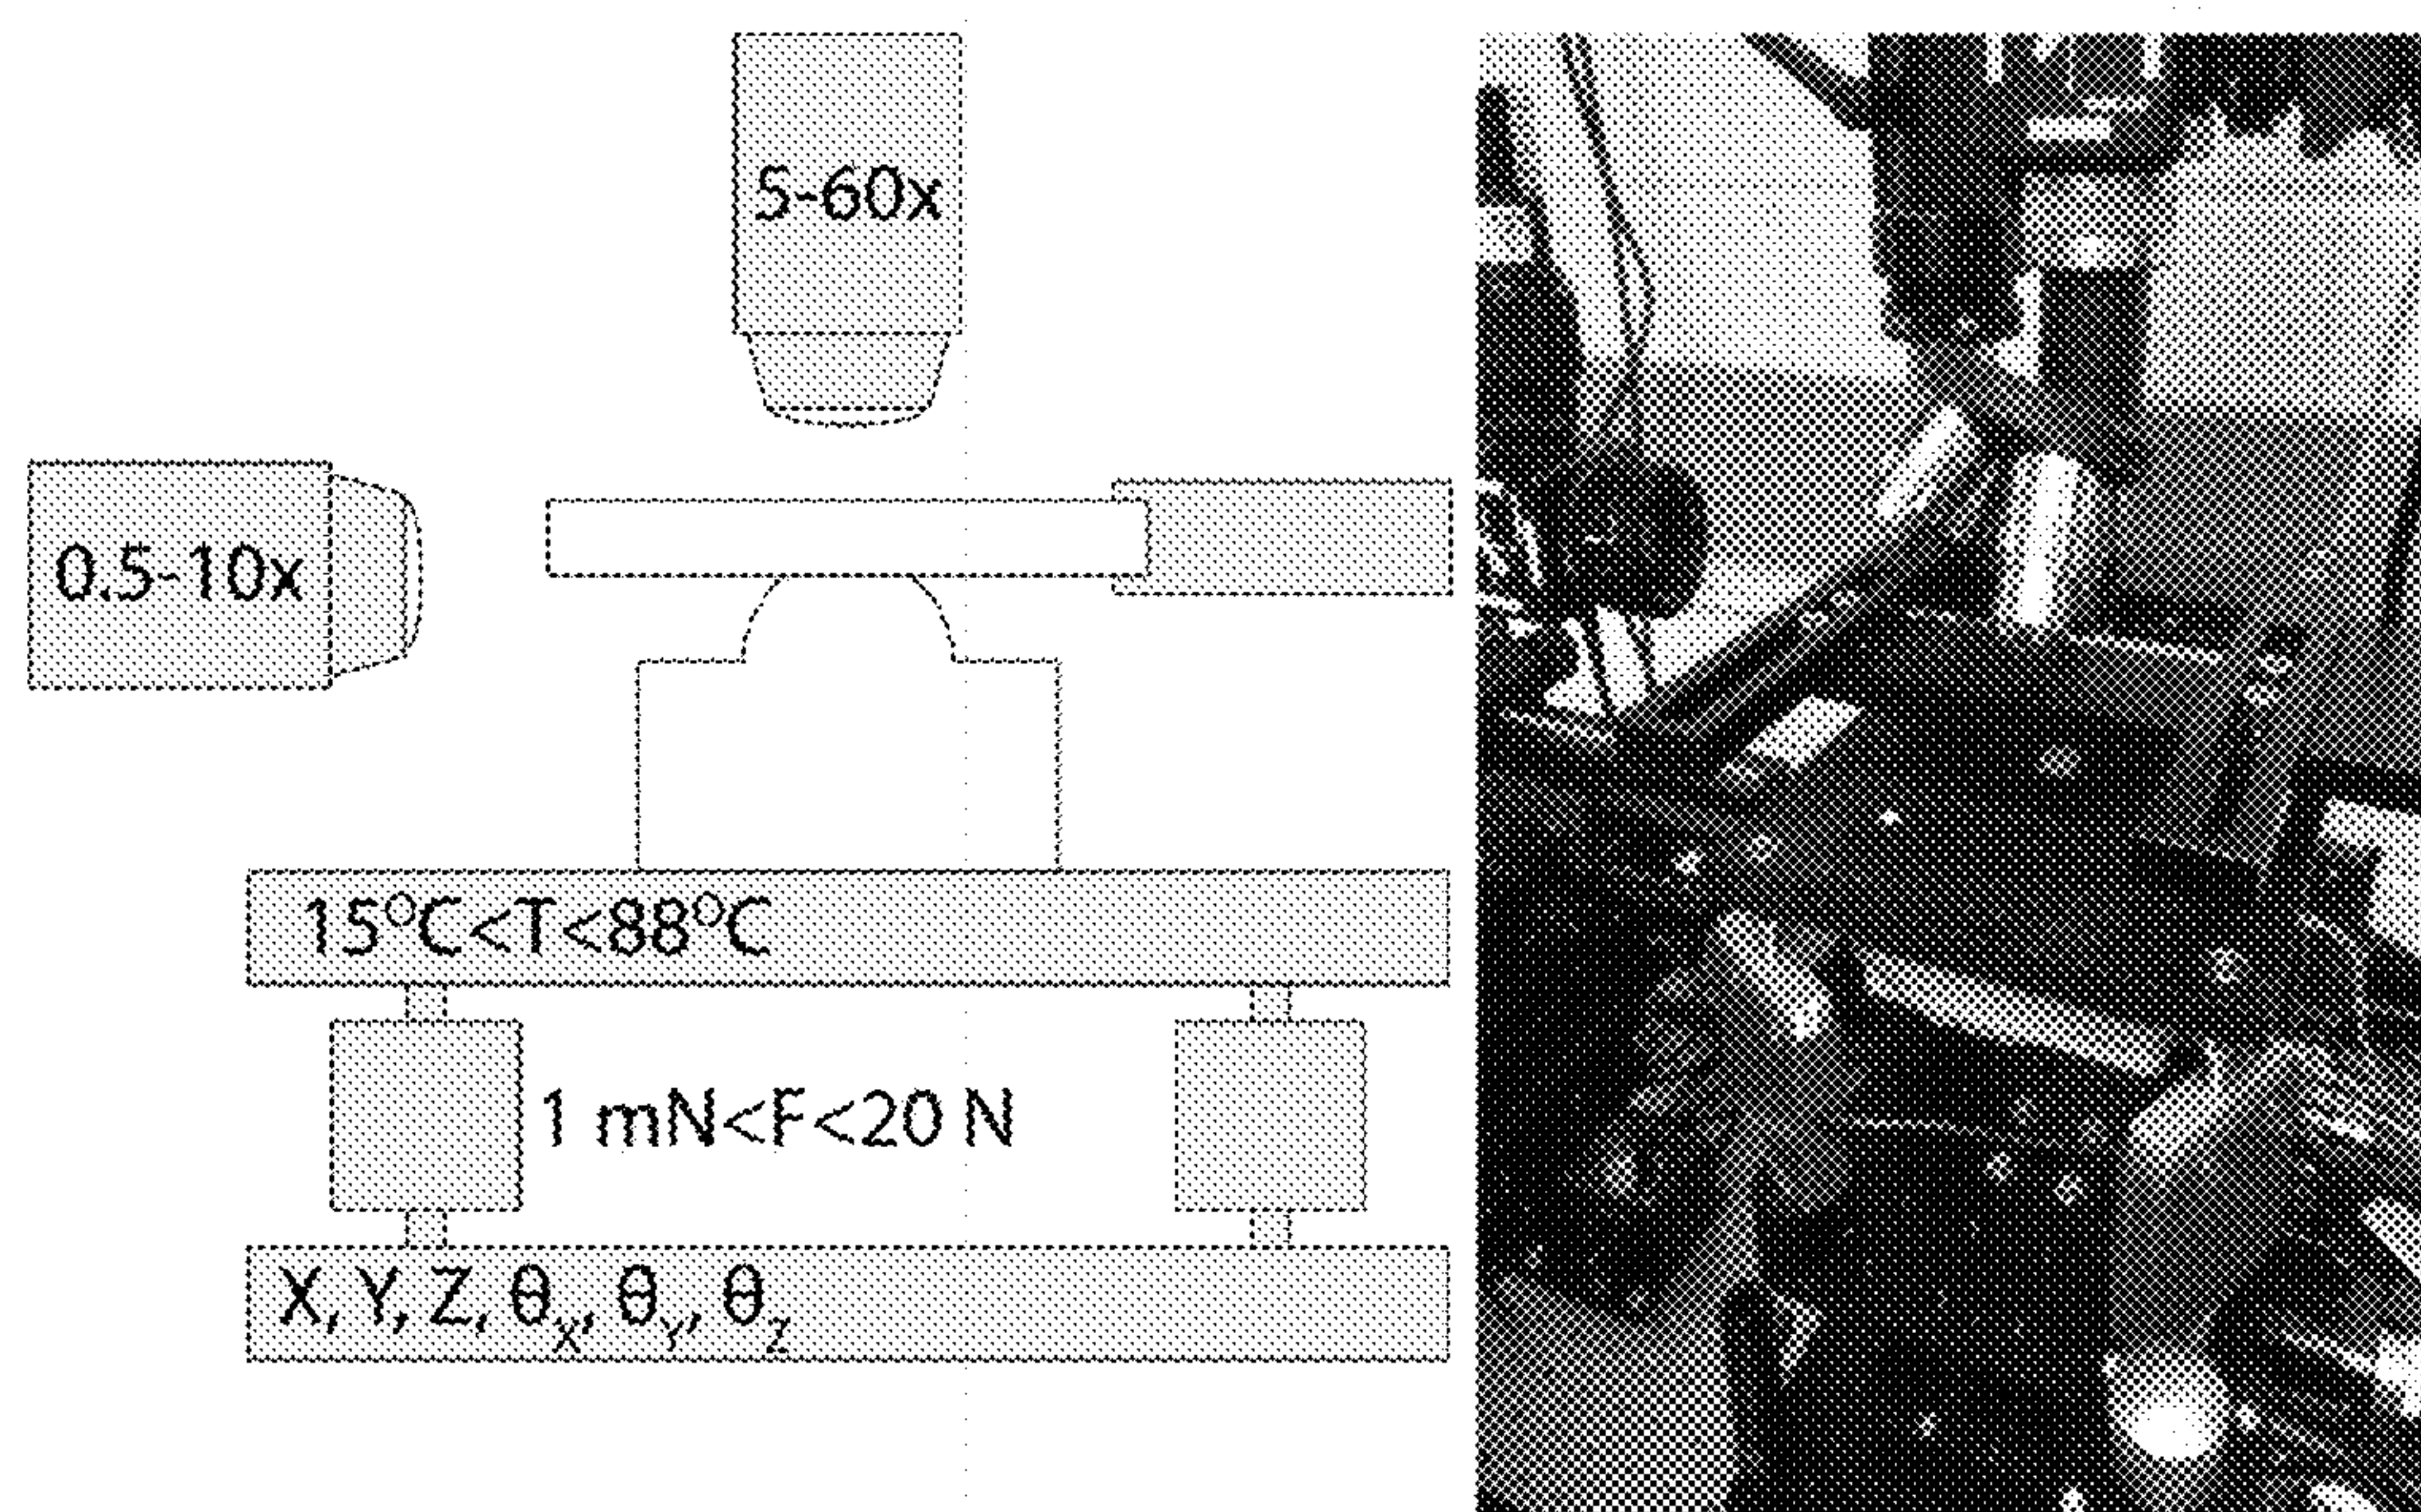 5-60x
0.5-10x
15°C<T<88°C
1 mN<F<20 N
X, Y, Z, θX, θY, θZ